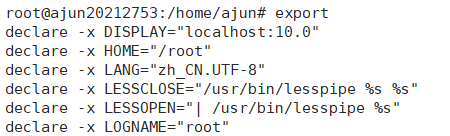 root@ajun20212753:/home/ajun# export
declare -x DISPLAY="localhost:10.0"
declare -x HOME="/root"
declare -x LANG="zh_CN.UTF-8"
declare -x LESSCLOSE="/usr/bin/lesspipe %s %s"
declare -x LESSOPEN="| /usr/bin/lesspipe %s"
declare -x LOGNAME="root"